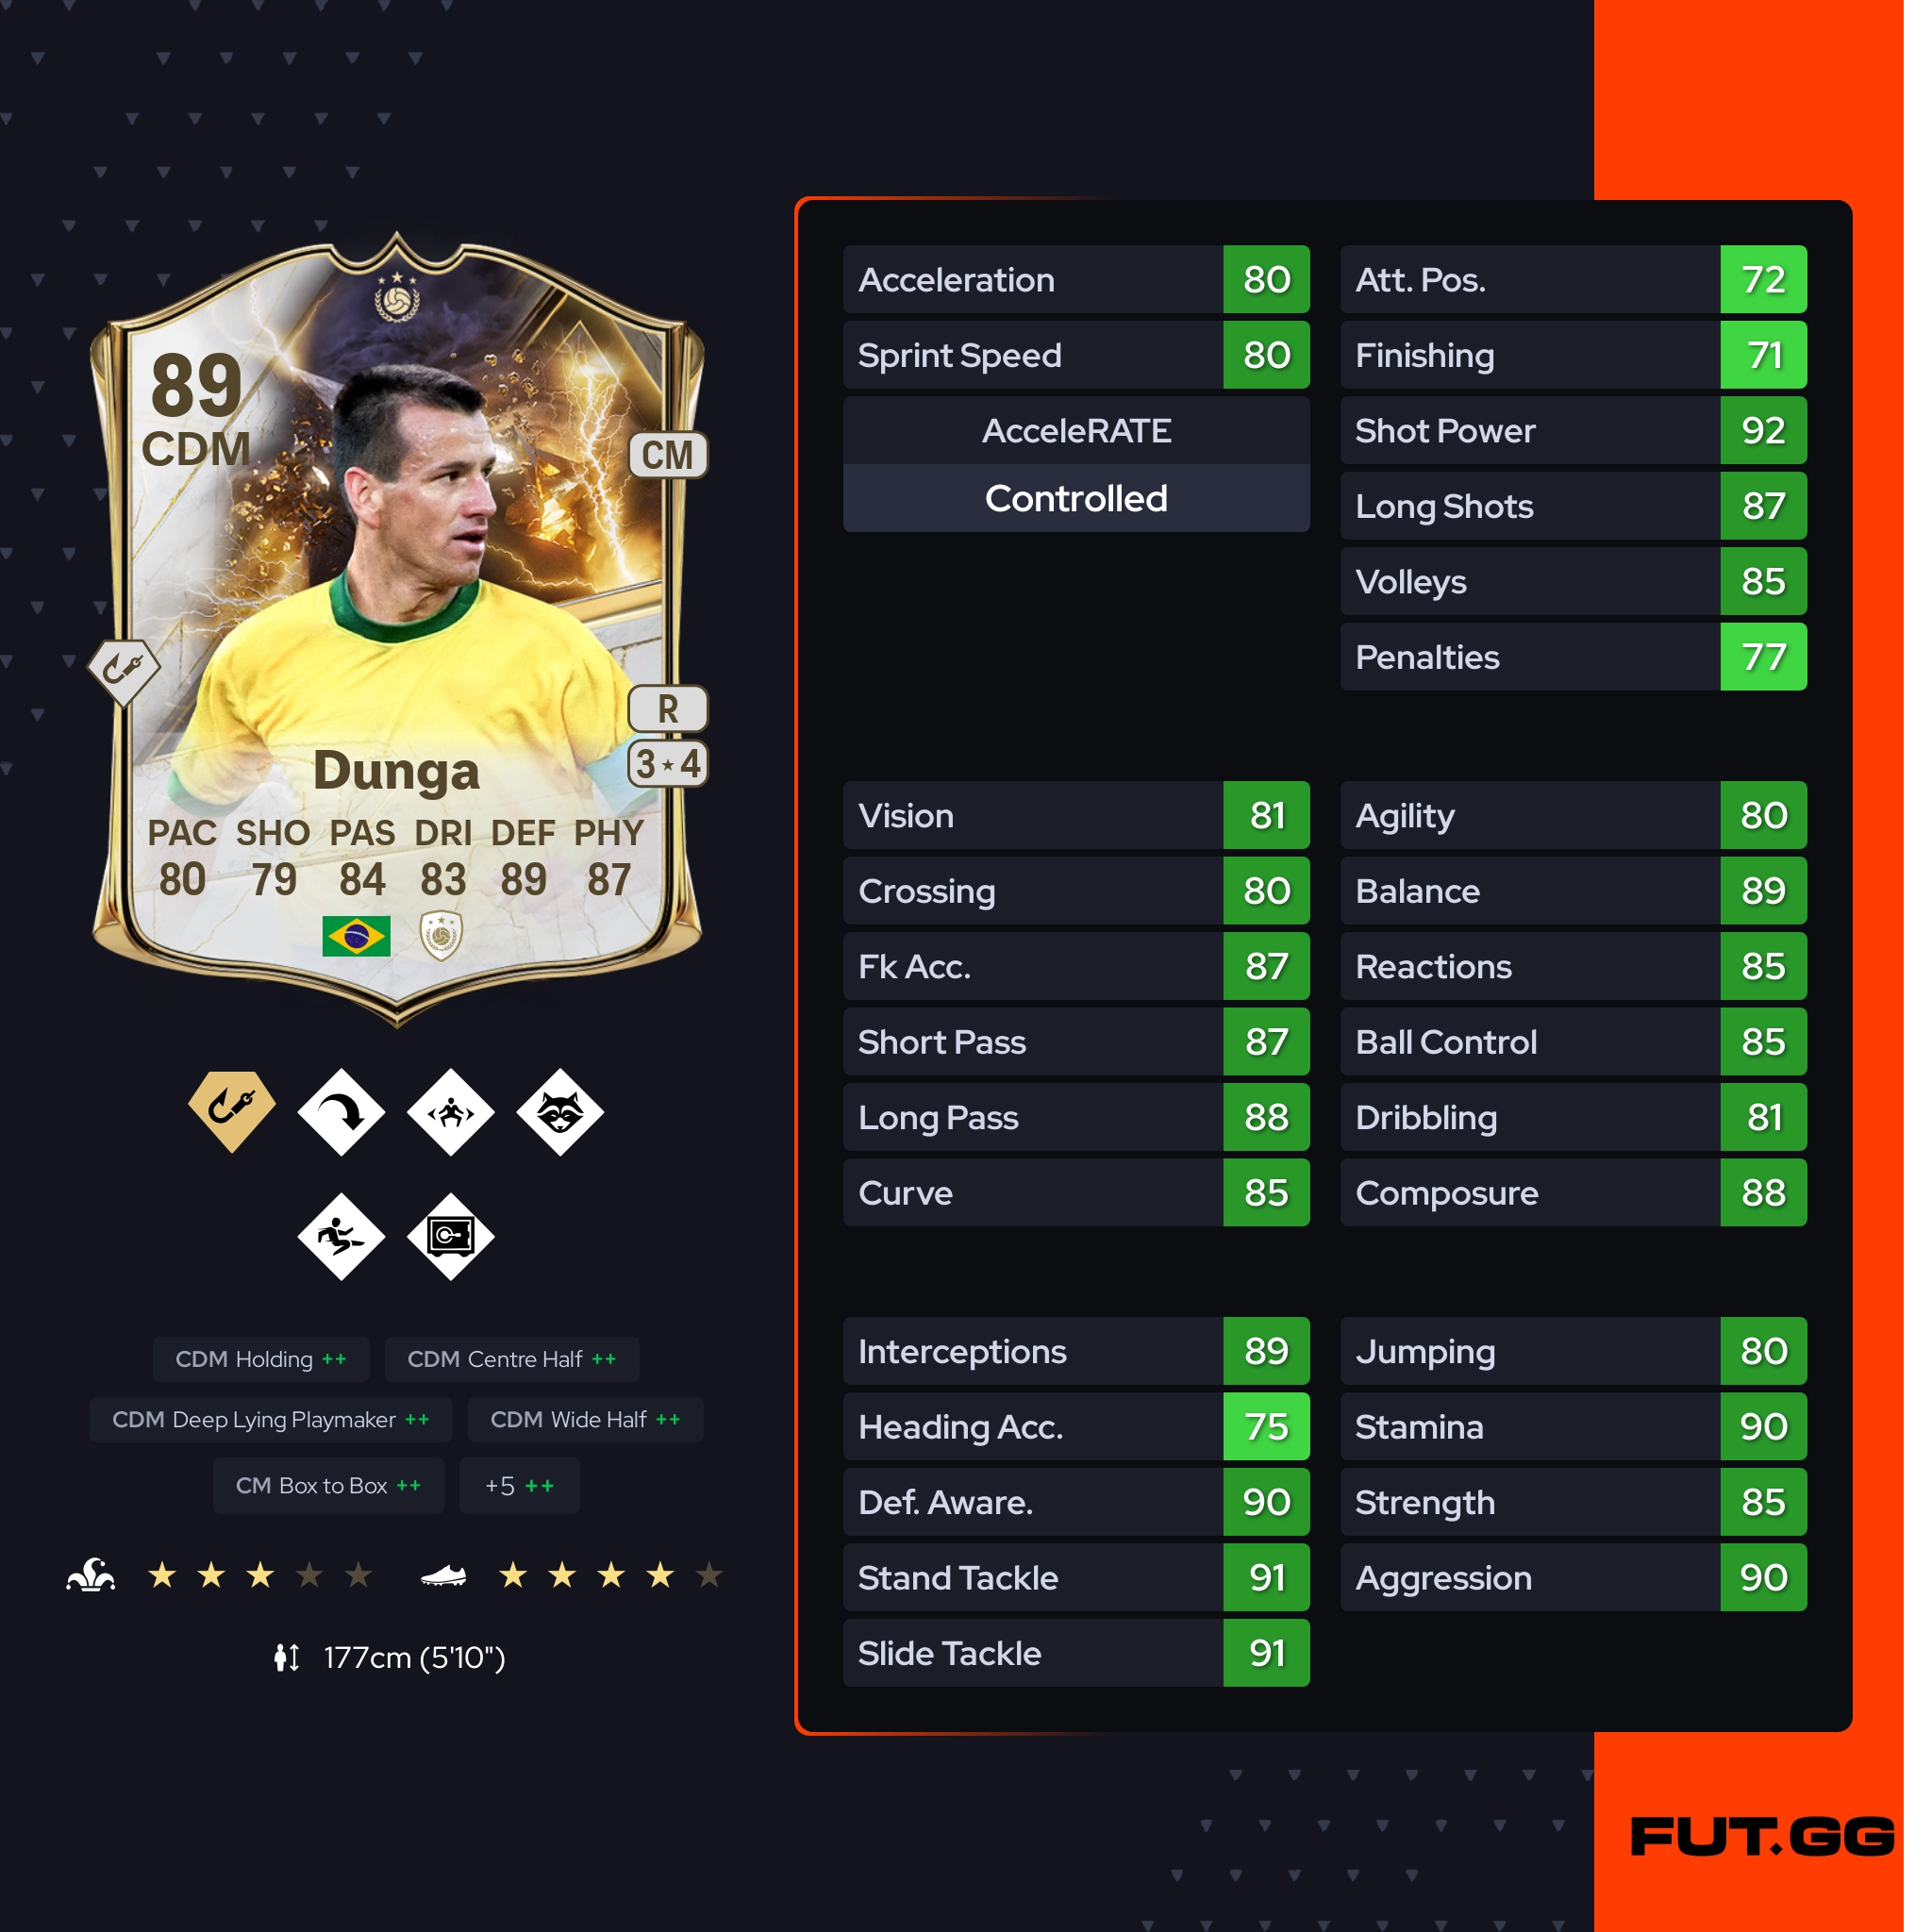 89
CDM
CM
R
3★4
Dunga
PAC SHO PAS DRI DEF PHY
80 79 84 83 89 87
CDM Holding ++
CDM Centre Half ++
CDM Deep Lying Playmaker ++
CDM Wide Half ++
CM Box to Box ++
+5 ++
177cm (5'10")
Acceleration 80
Sprint Speed 80
AcceleRATE
Controlled
Att. Pos. 72
Finishing 71
Shot Power 92
Long Shots 87
Volleys 85
Penalties 77
Vision 81
Crossing 80
Fk Acc. 87
Short Pass 87
Long Pass 88
Curve 85
Agility 80
Balance 89
Reactions 85
Ball Control 85
Dribbling 81
Composure 88
Interceptions 89
Heading Acc. 75
Def. Aware. 90
Stand Tackle 91
Slide Tackle 91
Jumping 80
Stamina 90
Strength 85
Aggression 90
FUT.GG